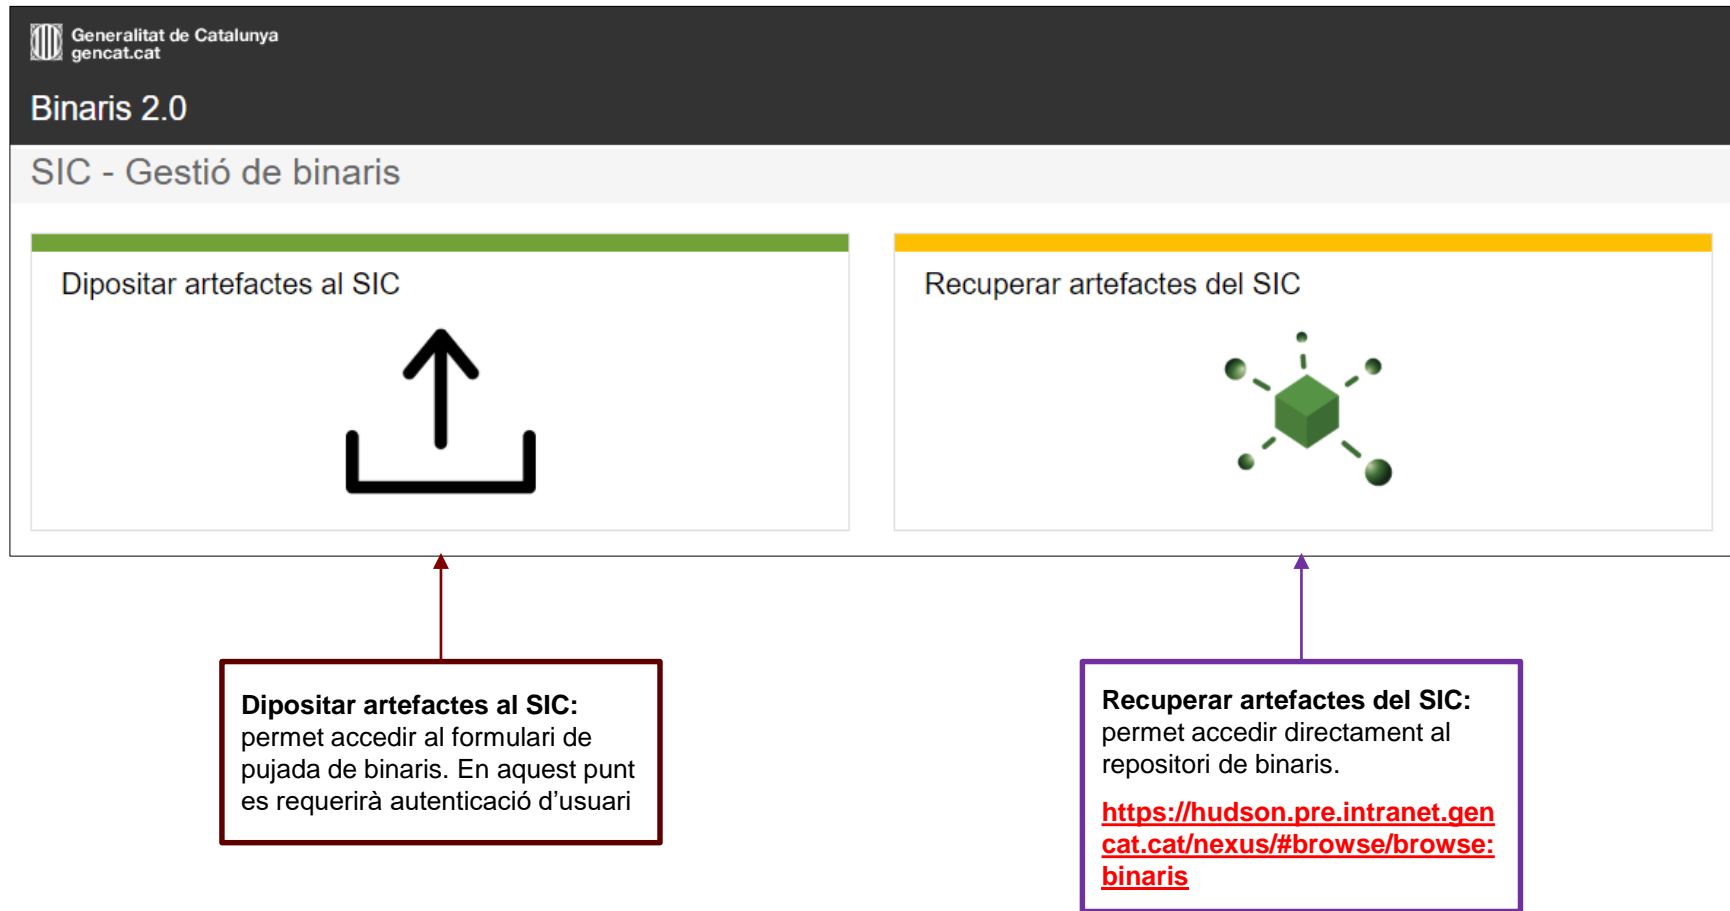 Generalitat de Catalunya
gencat.cat
Binaris 2.0
SIC - Gestió de binaris
Dipositar artefactes al SIC
Recuperar artefactes del SIC
Dipositar artefactes al SIC:
permet accedir al formulari de
pujada de binaris. En aquest punt
es requerirà autenticació d’usuari
Recuperar artefactes del SIC:
permet accedir directament al
repositori de binaris.
https://hudson.pre.intranet.gen
cat.cat/nexus/#browse/browse:
binaris